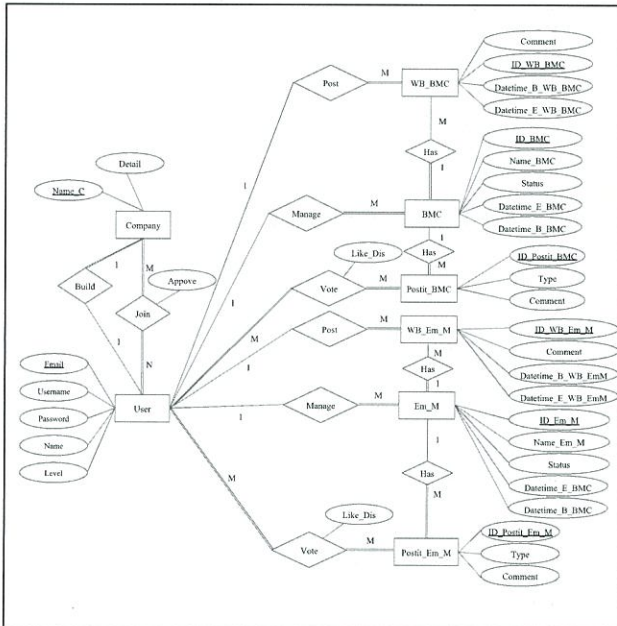 Comment
Post
M
WB_BMC
ID_WB_BMC
Datetime_B_WB_BMC
Datetime_E_WB_BMC
M
Detail
Has
ID_BMC
Name_C
1
1
Name_BMC
Company
Manage
M
BMC
Status
Datetime_E_BMC
1
Datetime_B_BMC
Like_Dis
Has
1
M
1
M
ID_Postit_BMC
Build
Appove
Vote
M
Postit_BMC
Type
Join
Comment
Post
M
WB_Em_M
ID_WB_Em_M
M
1
N
M
Comment
1
Has
Email
Datetime_B_WB_EmM
1
Username
Datetime_E_WB_EmM
User
Manage
M
Em_M
Password
1
ID_Em_M
Name
Name_Em_M
1
Level
Status
M
Has
Datetime_E_BMC
M
Datetime_B_BMC
Like_Dis
ID_Postit_Em_M
Vote
M
Postit_Em_M
Type
Comment